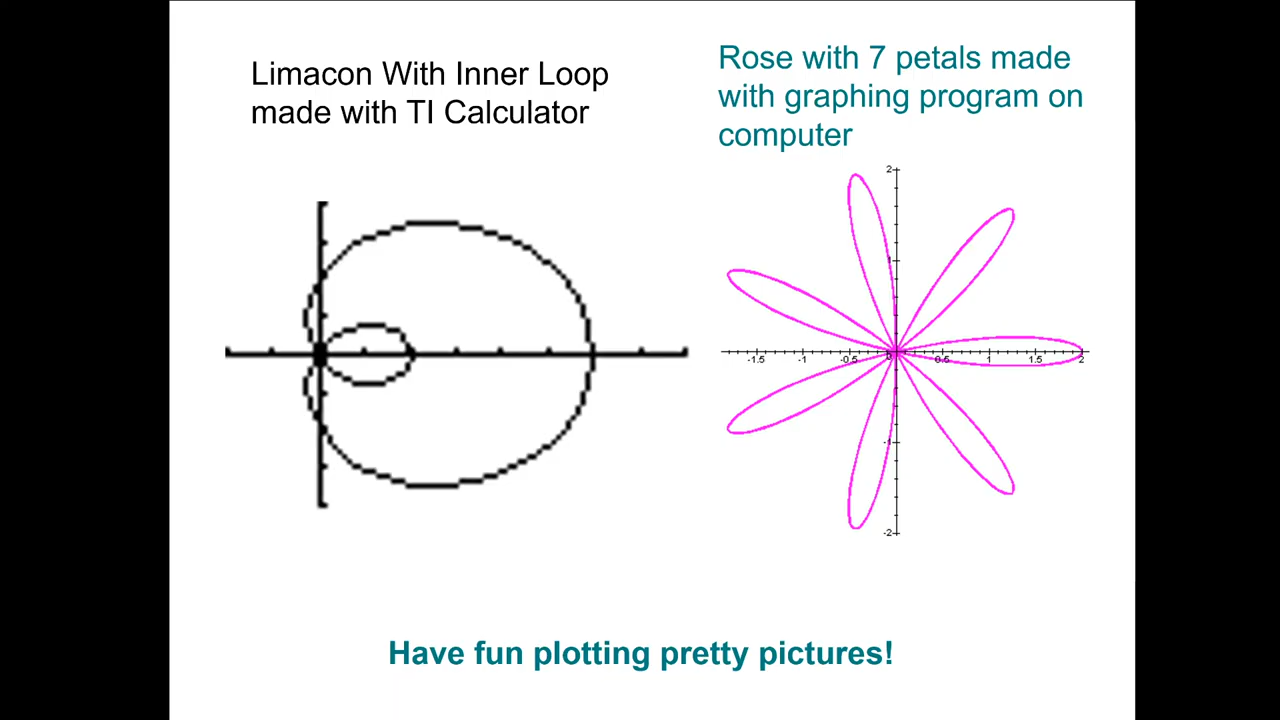 Limacon With Inner Loop
made with TI Calculator
Rose with 7 petals made
with graphing program on
computer
2
1
-1.5 -1 -0.5 0 0.5 1 1.5 2
-1
-2
Have fun plotting pretty pictures!